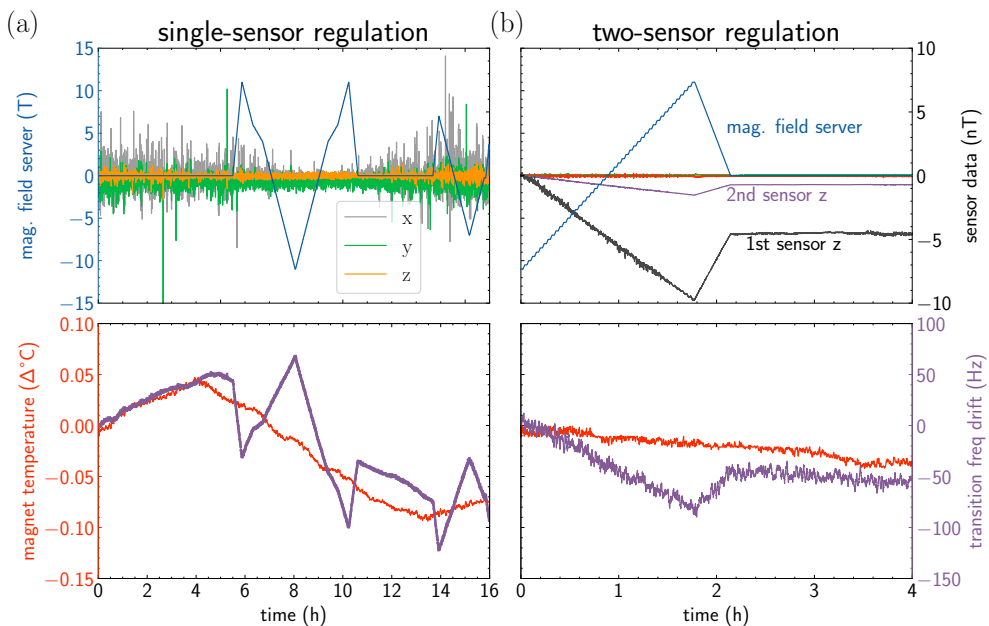 (a)
single-sensor regulation
(b)
two-sensor regulation
mag. field server (T)
15
10
5
0
−5
−10
−15
x
y
z
mag. field server
2nd sensor z
1st sensor z
10
5
0
−5
−10
sensor data (nT)
magnet temperature (Δ°C)
0.10
0.05
0.00
−0.05
−0.10
−0.15
0 2 4 6 8 10 12 14 16
time (h)
0 1 2 3 4
time (h)
100
50
0
−50
−100
−150
transition freq drift (Hz)